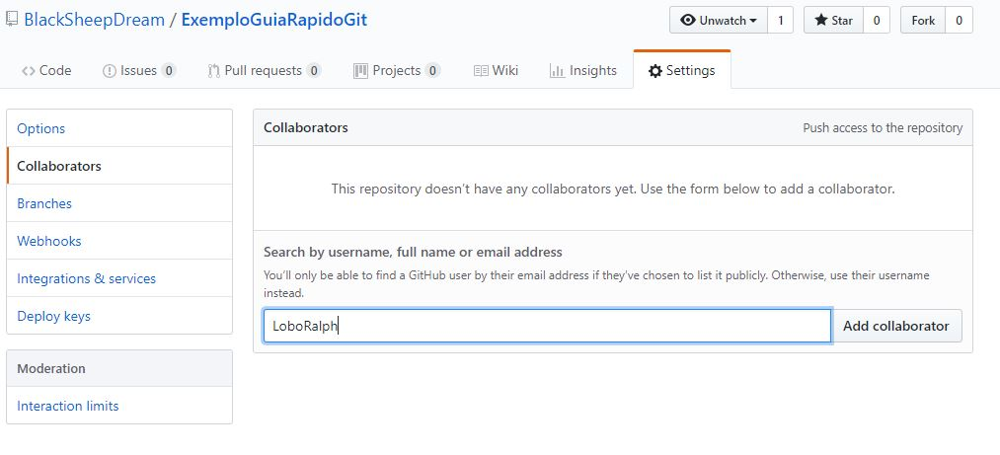 BlackSheepDream / ExemploGuiaRapidoGit
Unwatch 1 Star 0 Fork 0
Code Issues 0 Pull requests 0 Projects 0 Wiki Insights Settings
Options
Collaborators
Branches
Webhooks
Integrations & services
Deploy keys
Moderation
Interaction limits
Collaborators Push access to the repository
This repository doesn't have any collaborators yet. Use the form below to add a collaborator.
Search by username, full name or email address
You'll only be able to find a GitHub user by their email address if they've chosen to list it publicly. Otherwise, use their username
instead.
LoboRalph Add collaborator